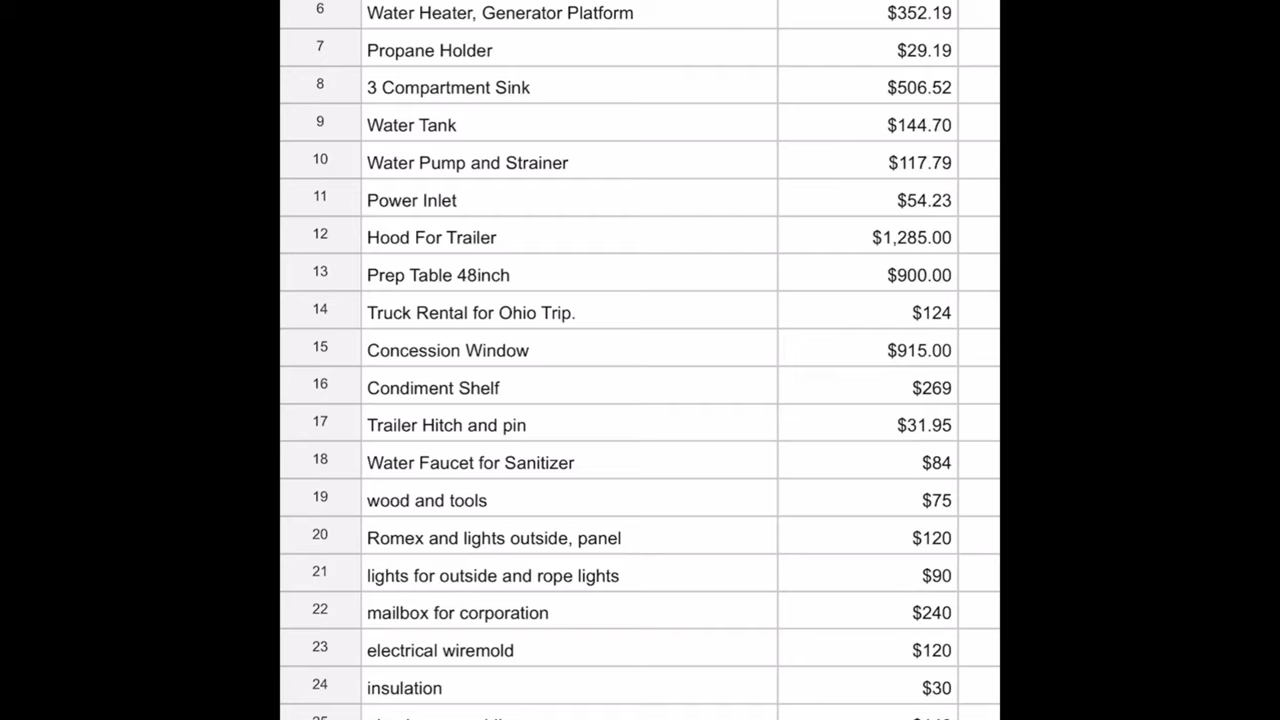 6 Water Heater, Generator Platform $352.19
7 Propane Holder $29.19
8 3 Compartment Sink $506.52
9 Water Tank $144.70
10 Water Pump and Strainer $117.79
11 Power Inlet $54.23
12 Hood For Trailer $1,285.00
13 Prep Table 48inch $900.00
14 Truck Rental for Ohio Trip. $124
15 Concession Window $915.00
16 Condiment Shelf $269
17 Trailer Hitch and pin $31.95
18 Water Faucet for Sanitizer $84
19 wood and tools $75
20 Romex and lights outside, panel $120
21 lights for outside and rope lights $90
22 mailbox for corporation $240
23 electrical wiremold $120
24 insulation $30